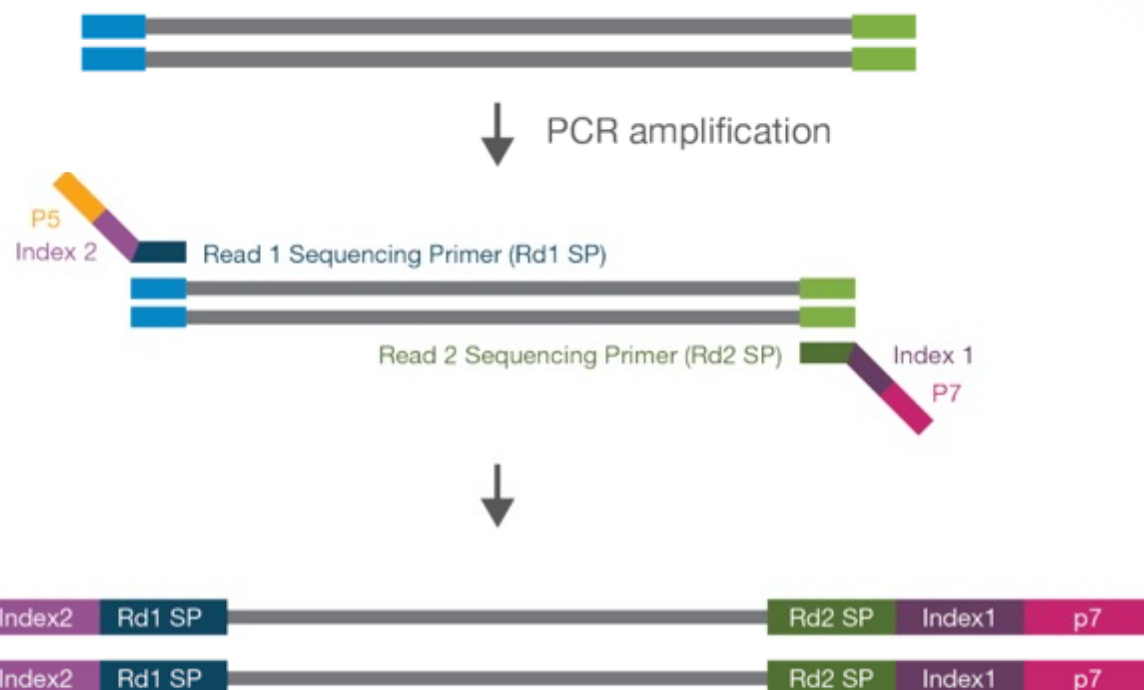 PCR amplification
P5
Index 2
Read 1 Sequencing Primer (Rd1 SP)
Read 2 Sequencing Primer (Rd2 SP)
Index 1
P7
Index2 Rd1 SP Rd2 SP Index1 p7
Index2 Rd1 SP Rd2 SP Index1 p7